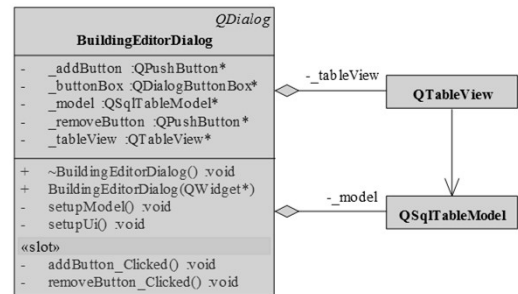 QDialog
BuildingEditorDialog
- _addButton :QPushButton*
- _buttonBox :QDialogButtonBox*
- _model :QSqlTableModel*
- _removeButton :QPushButton*
- _tableView :QTableView*
+ ~BuildingEditorDialog() :void
+ BuildingEditorDialog(QWidget*)
- setupModel() :void
- setupUi() :void
«slot»
- addButton_Clicked() :void
- removeButton_Clicked() :void
-_tableView
QTableView
-_model
QSqlTableModel